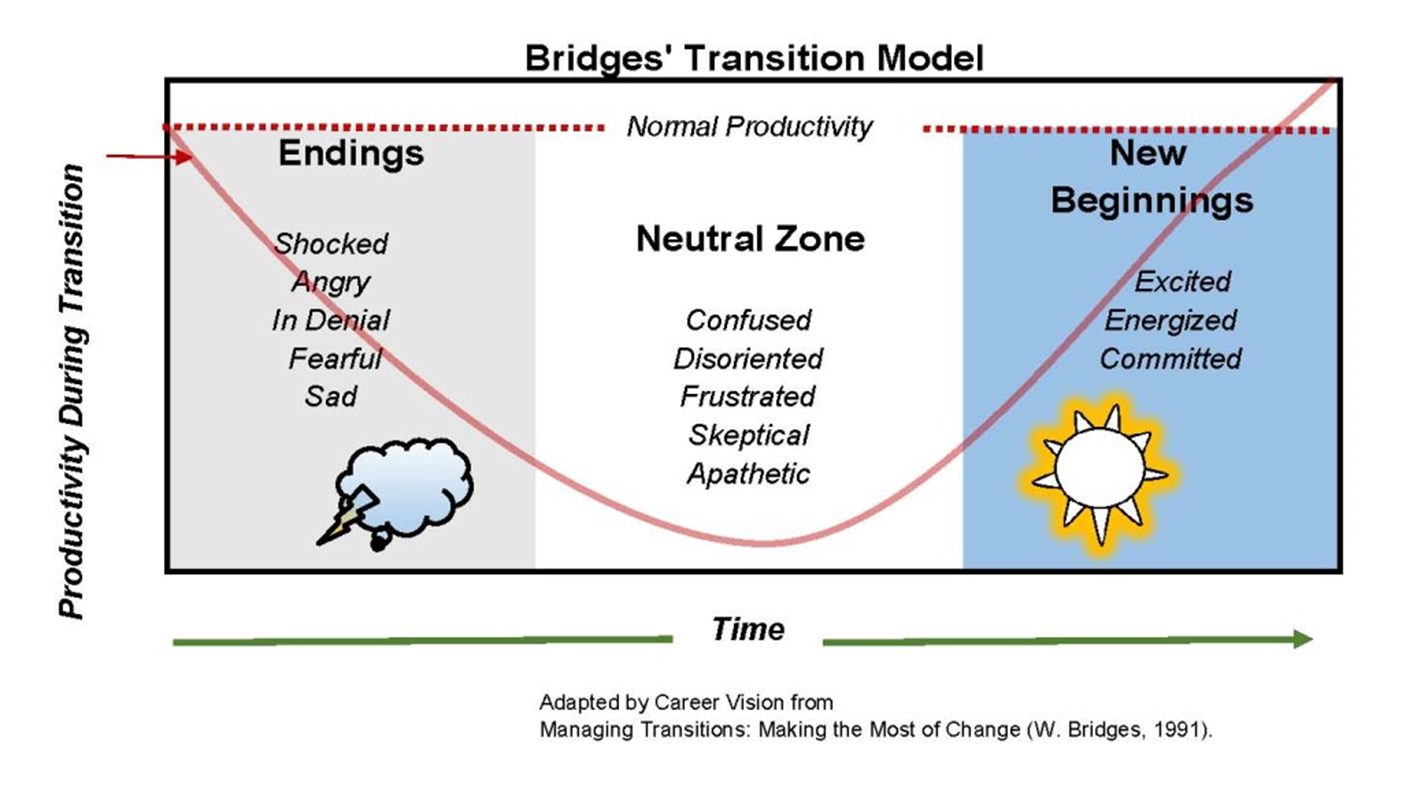 Bridges' Transition Model
Normal Productivity
Endings
Shocked
Angry
In Denial
Fearful
Sad
Neutral Zone
Confused
Disoriented
Frustrated
Skeptical
Apathetic
New
Beginnings
Excited
Energized
Committed
Productivity During Transition
Time
Adapted by Career Vision from
Managing Transitions: Making the Most of Change (W. Bridges, 1991).